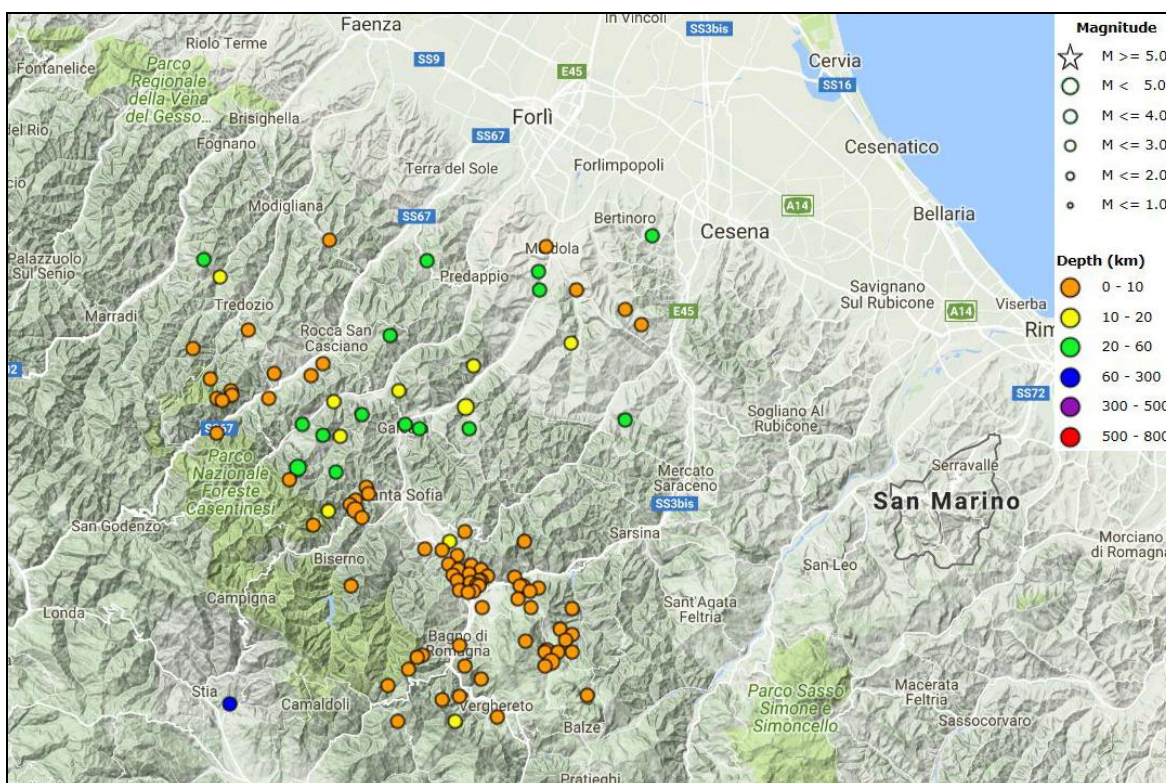 In Vincoli
Faenza
SS3bis
Riolo Terme
SS9
Cervia
Fontanelice
Parco
Regionale
della Vena
del Gesso...
E45
SS16
Forlì
Brisighella
del Rio
Fognano
SS67
Cesenatico
Terra del Sole
Forlimpopoli
Modigliana
A14
SS67
Bertinoro
Cesena
Bellaria
Palazzuolo
Sul Senio
Predappio
Savignano
Sul Rubicone
Viserba
Tredozio
E45
A14
Marradi
Rocca San
Casciano
Rim
SS72
Sogliano Al
Rubicone
SS67
Parco
Nazionale
Foreste
Casentinesi
Mercato
Saraceno
Serravalle
SS3bis
San Marino
San Godenzo
Sarsina
Morciano
di Romagna
Biserno
San Leo
Londa
Campigna
Sant'Agata
Feltria
Bagno di
Romagna
Stia
Camaldoli
Verghereto
Balze
Parco Sasso
Simone e
Simoncello
Macerata
Feltria
Sassocorvaro
Pratieghi
Magnitude
M >= 5.0
M < 5.0
M <= 4.0
M <= 3.0
M <= 2.0
M <= 1.0
Depth (km)
0 - 10
10 - 20
20 - 60
60 - 300
300 - 500
500 - 800